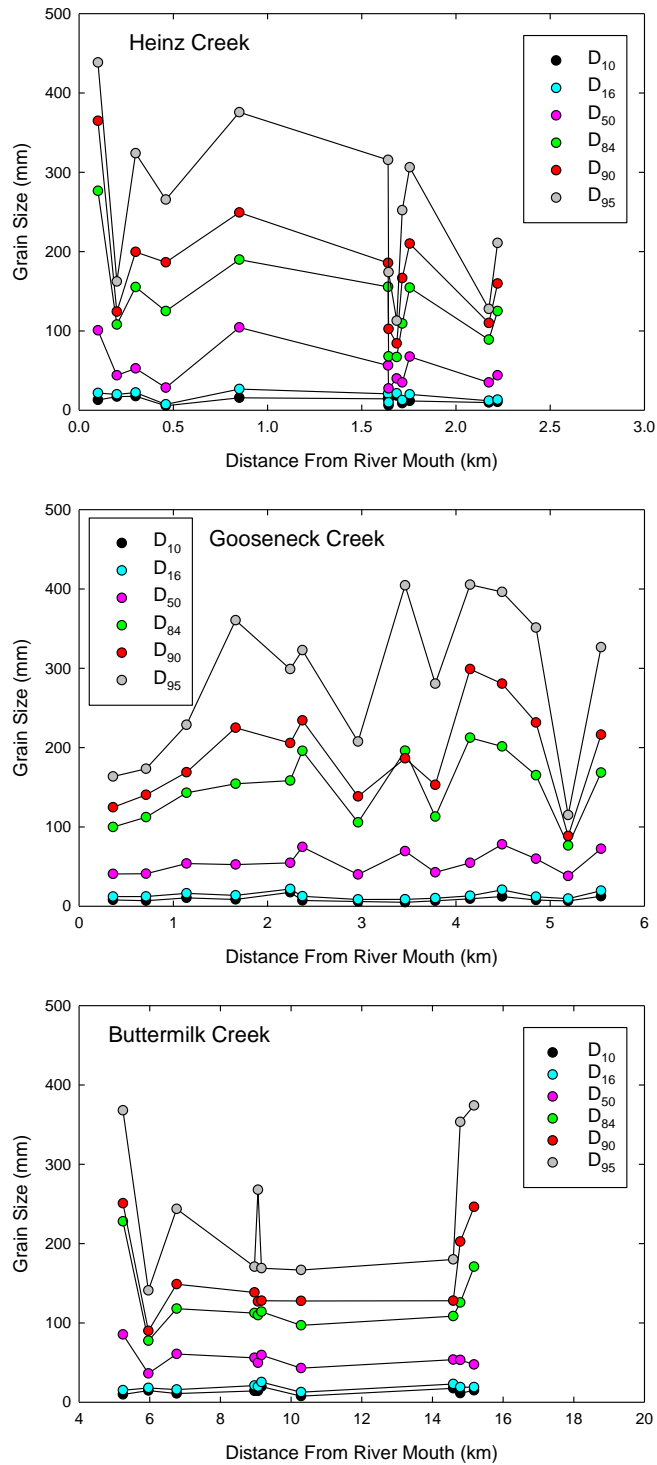 500
Heinz Creek
D10
D16
D50
D84
D90
D95
400
300
200
100
0
Grain Size (mm)
0.0 0.5 1.0 1.5 2.0 2.5 3.0
Distance From River Mouth (km)
500
D10
D16
D50
D84
D90
D95
Gooseneck Creek
400
300
200
100
0
Grain Size (mm)
0 1 2 3 4 5 6
Distance From River Mouth (km)
500
Buttermilk Creek
D10
D16
D50
D84
D90
D95
400
300
200
100
0
Grain Size (mm)
4 6 8 10 12 14 16 18 20
Distance From River Mouth (km)